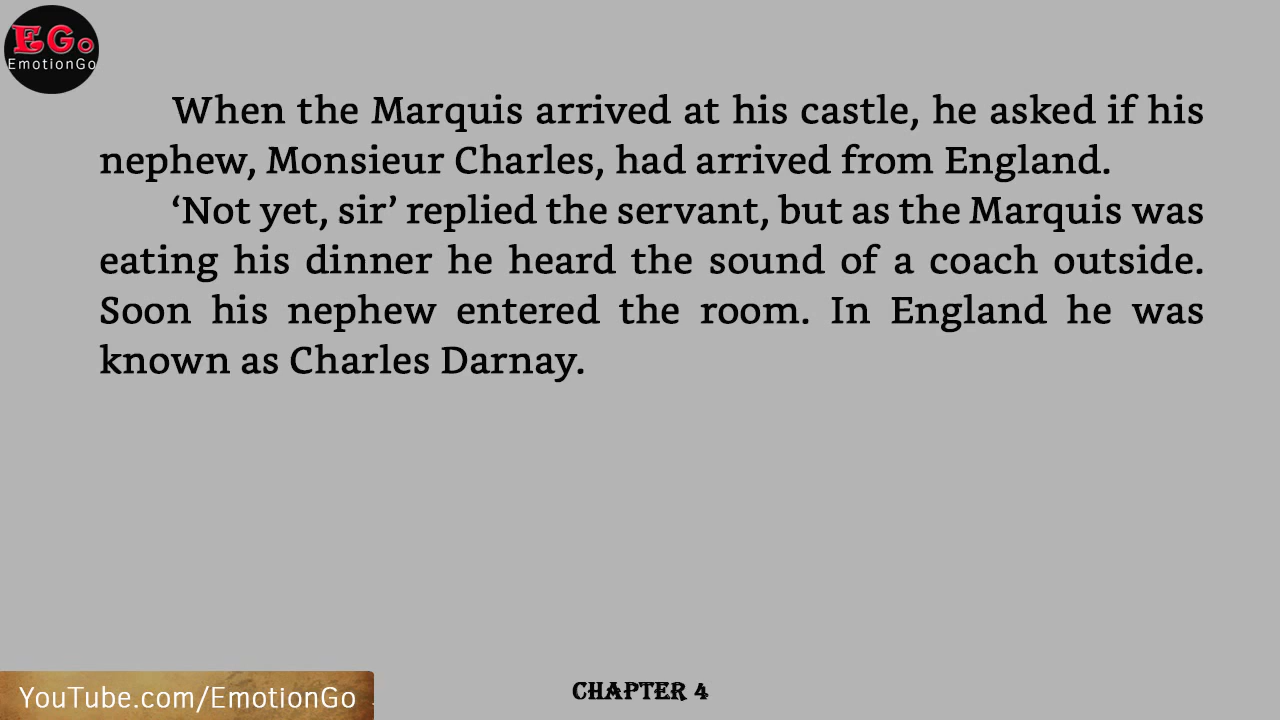 EGo
EmotionGo
When the Marquis arrived at his castle, he asked if his
nephew, Monsieur Charles, had arrived from England.
‘Not yet, sir’ replied the servant, but as the Marquis was
eating his dinner he heard the sound of a coach outside.
Soon his nephew entered the room. In England he was
known as Charles Darnay.
YouTube.com/EmotionGo
CHAPTER 4